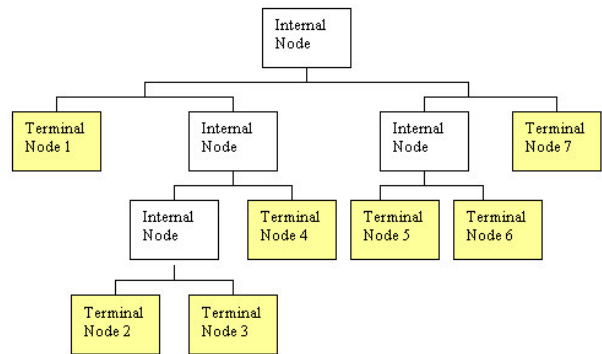 Internal
Node
Terminal
Node 1
Internal
Node
Internal
Node
Terminal
Node 7
Internal
Node
Terminal
Node 4
Terminal
Node 5
Terminal
Node 6
Terminal
Node 2
Terminal
Node 3